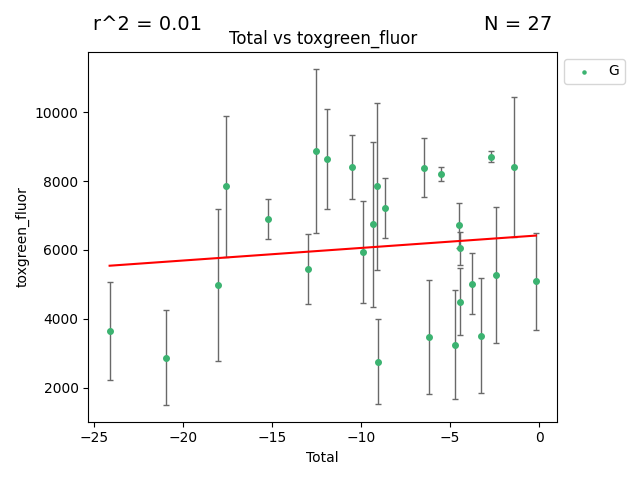 r^2 = 0.01
N = 27
Total vs toxgreen_fluor
G
toxgreen_fluor
10000
8000
6000
4000
2000
−25
−20
−15
−10
−5
0
Total